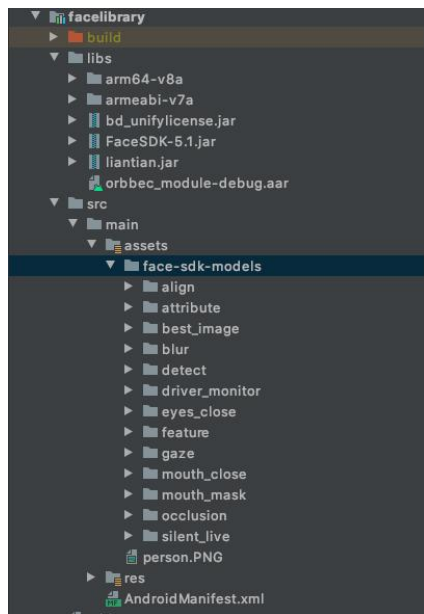 facelibrary
build
libs
arm64-v8a
armeabi-v7a
bd_unifylicense.jar
FaceSDK-5.1.jar
liantian.jar
orbbec_module-debug.aar
src
main
assets
face-sdk-models
align
attribute
best_image
blur
detect
driver_monitor
eyes_close
feature
gaze
mouth_close
mouth_mask
occlusion
silent_live
person.PNG
res
AndroidManifest.xml